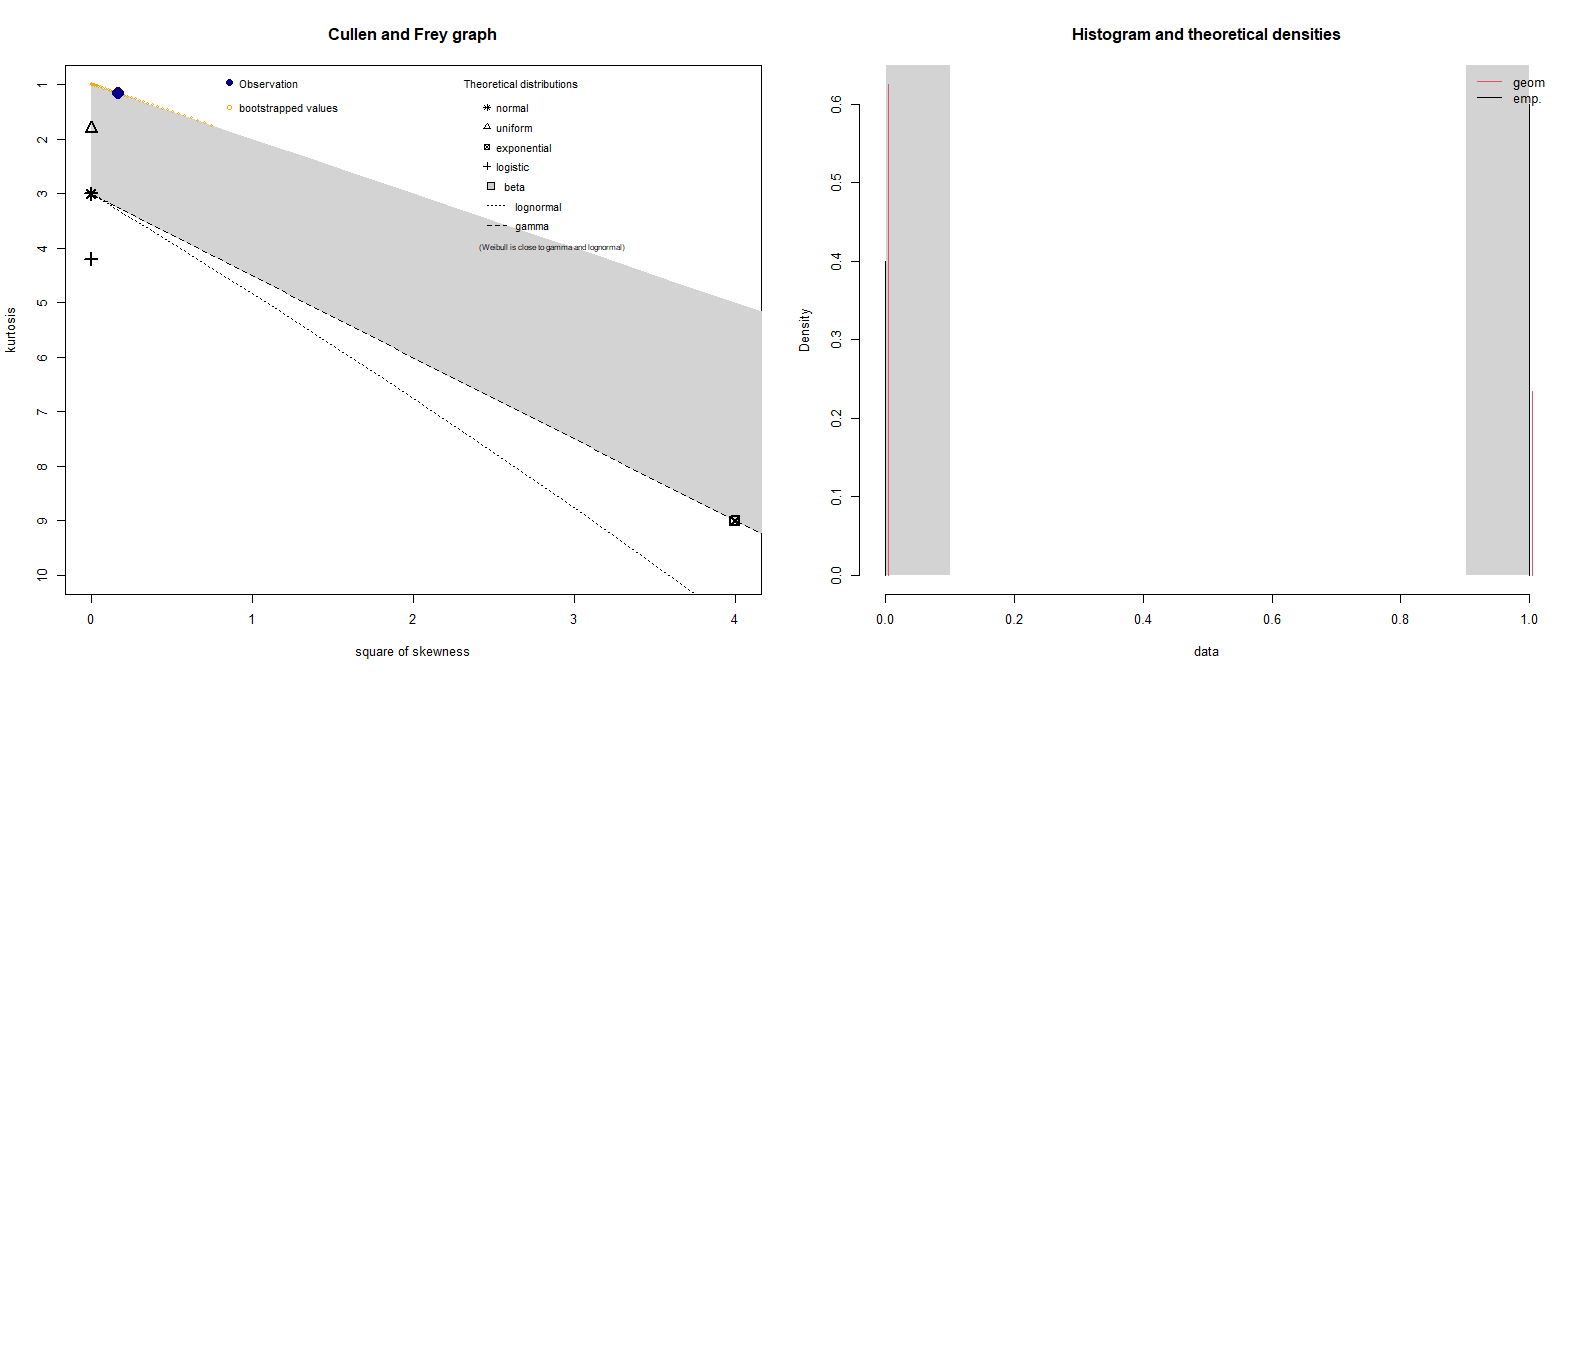 Cullen and Frey graph
Observation
bootstrapped values
Theoretical distributions
normal
uniform
exponential
logistic
beta
lognormal
gamma
(Weibull is close to gamma and lognormal)
kurtosis
1
2
3
4
5
6
7
8
9
10
0
1
2
3
4
square of skewness
Histogram and theoretical densities
geom
emp.
Density
0.6
0.5
0.4
0.3
0.2
0.1
0.0
0.0
0.2
0.4
0.6
0.8
1.0
data